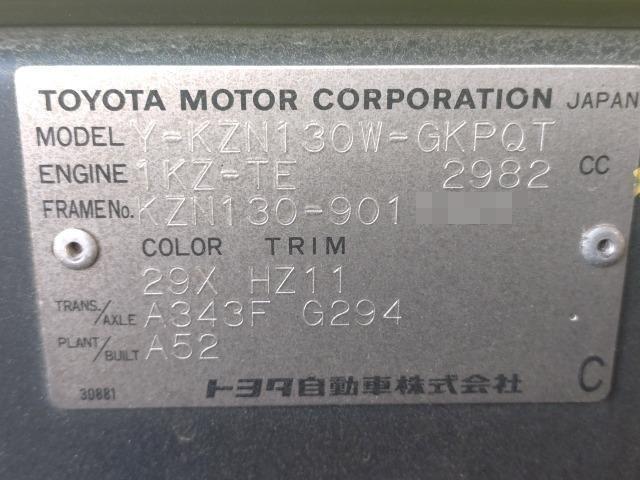 TOYOTA MOTOR CORPORATION JAPAN
MODEL Y-KZN130W-GKPQT
ENGINE 1KZ-TE 2982 CC
FRAME No. KZN130-901
COLOR TRIM
29X HZ11
TRANS./AXLE A343F G294
PLANT/BUILT A52
30881 トヨタ自動車株式会社 C